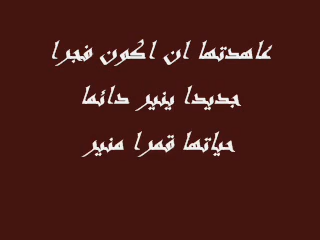 عاهدتها ان اكون فجرا
جديدا ينير دائما
حياتها قمرا منير